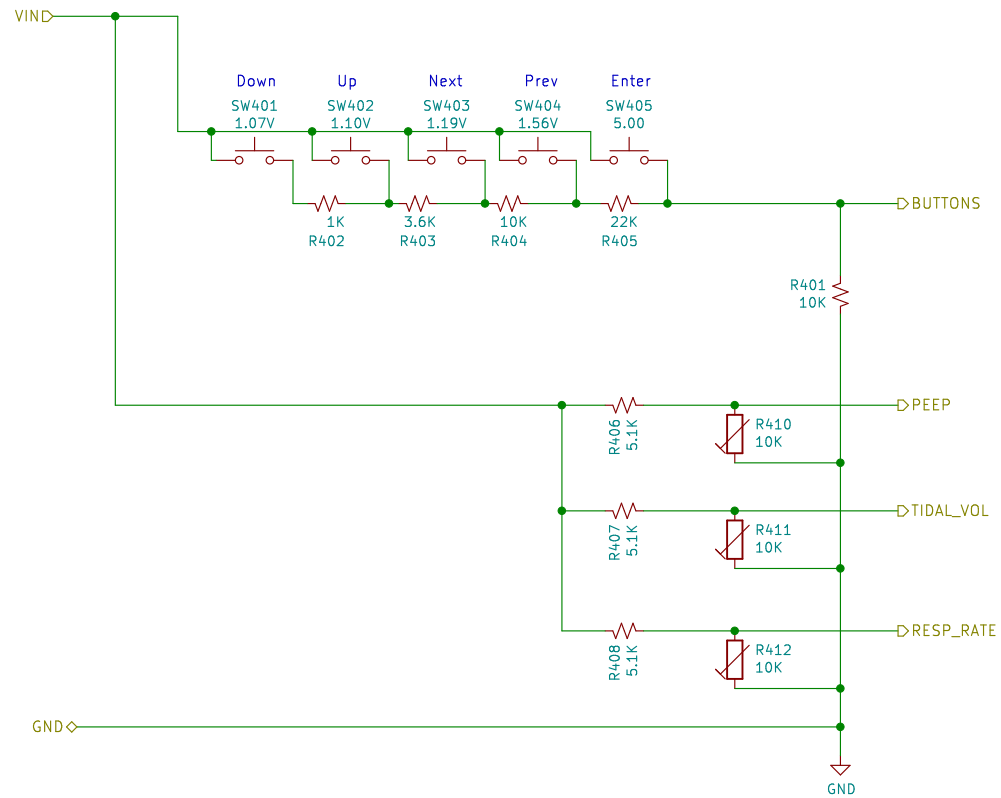 VIN
Down Up Next Prev Enter
SW401 SW402 SW403 SW404 SW405
1.07V 1.10V 1.19V 1.56V 5.00
BUTTONS
1K 3.6K 10K 22K
R402 R403 R404 R405
R401
10K
PEEP
R406
5.1K
R410
10K
TIDAL_VOL
R407
5.1K
R411
10K
RESP_RATE
R408
5.1K
R412
10K
GND
GND